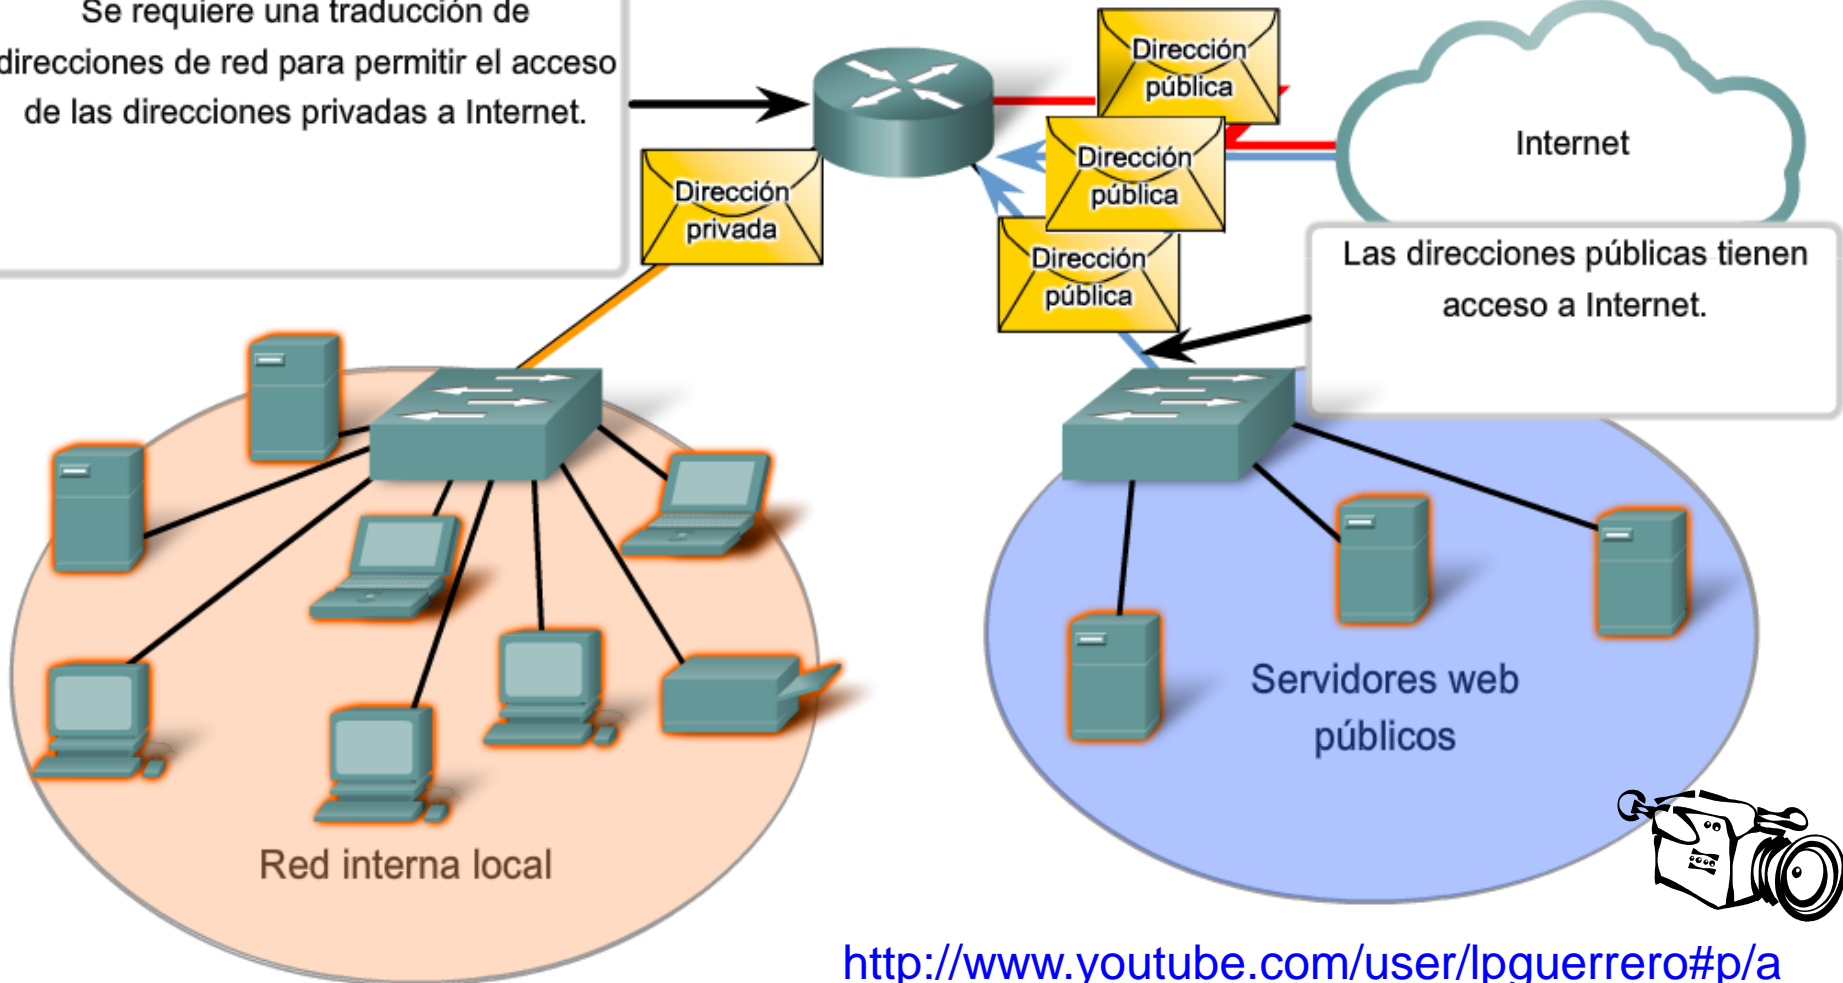 Se requiere una traducción de
direcciones de red para permitir el acceso
de las direcciones privadas a Internet.
Dirección
pública
Dirección
pública
Dirección
pública
Dirección
privada
Internet
Las direcciones públicas tienen
acceso a Internet.
Red interna local
Servidores web
públicos
http://www.youtube.com/user/lpguerrero#p/a